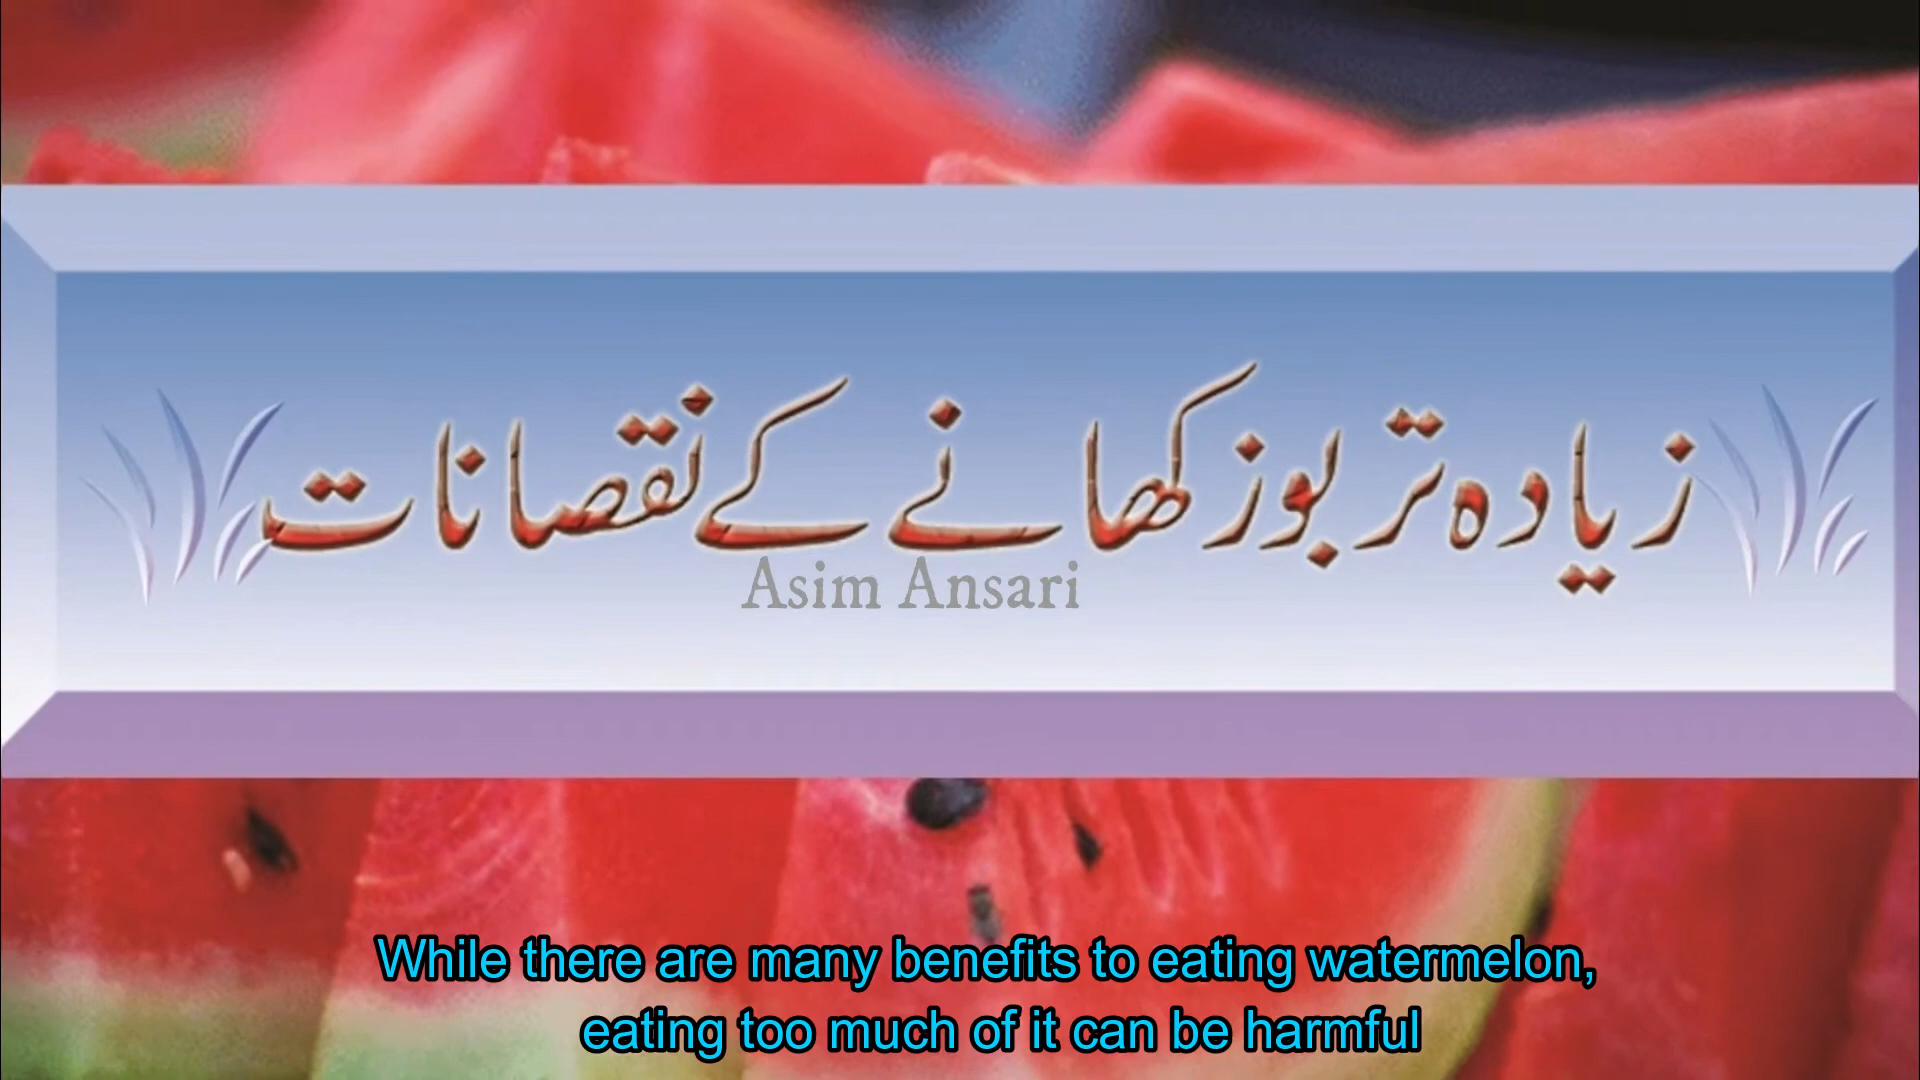 زیادہ تربوز کھانے کے نقصانات
Asim Ansari
While there are many benefits to eating watermelon,
eating too much of it can be harmful